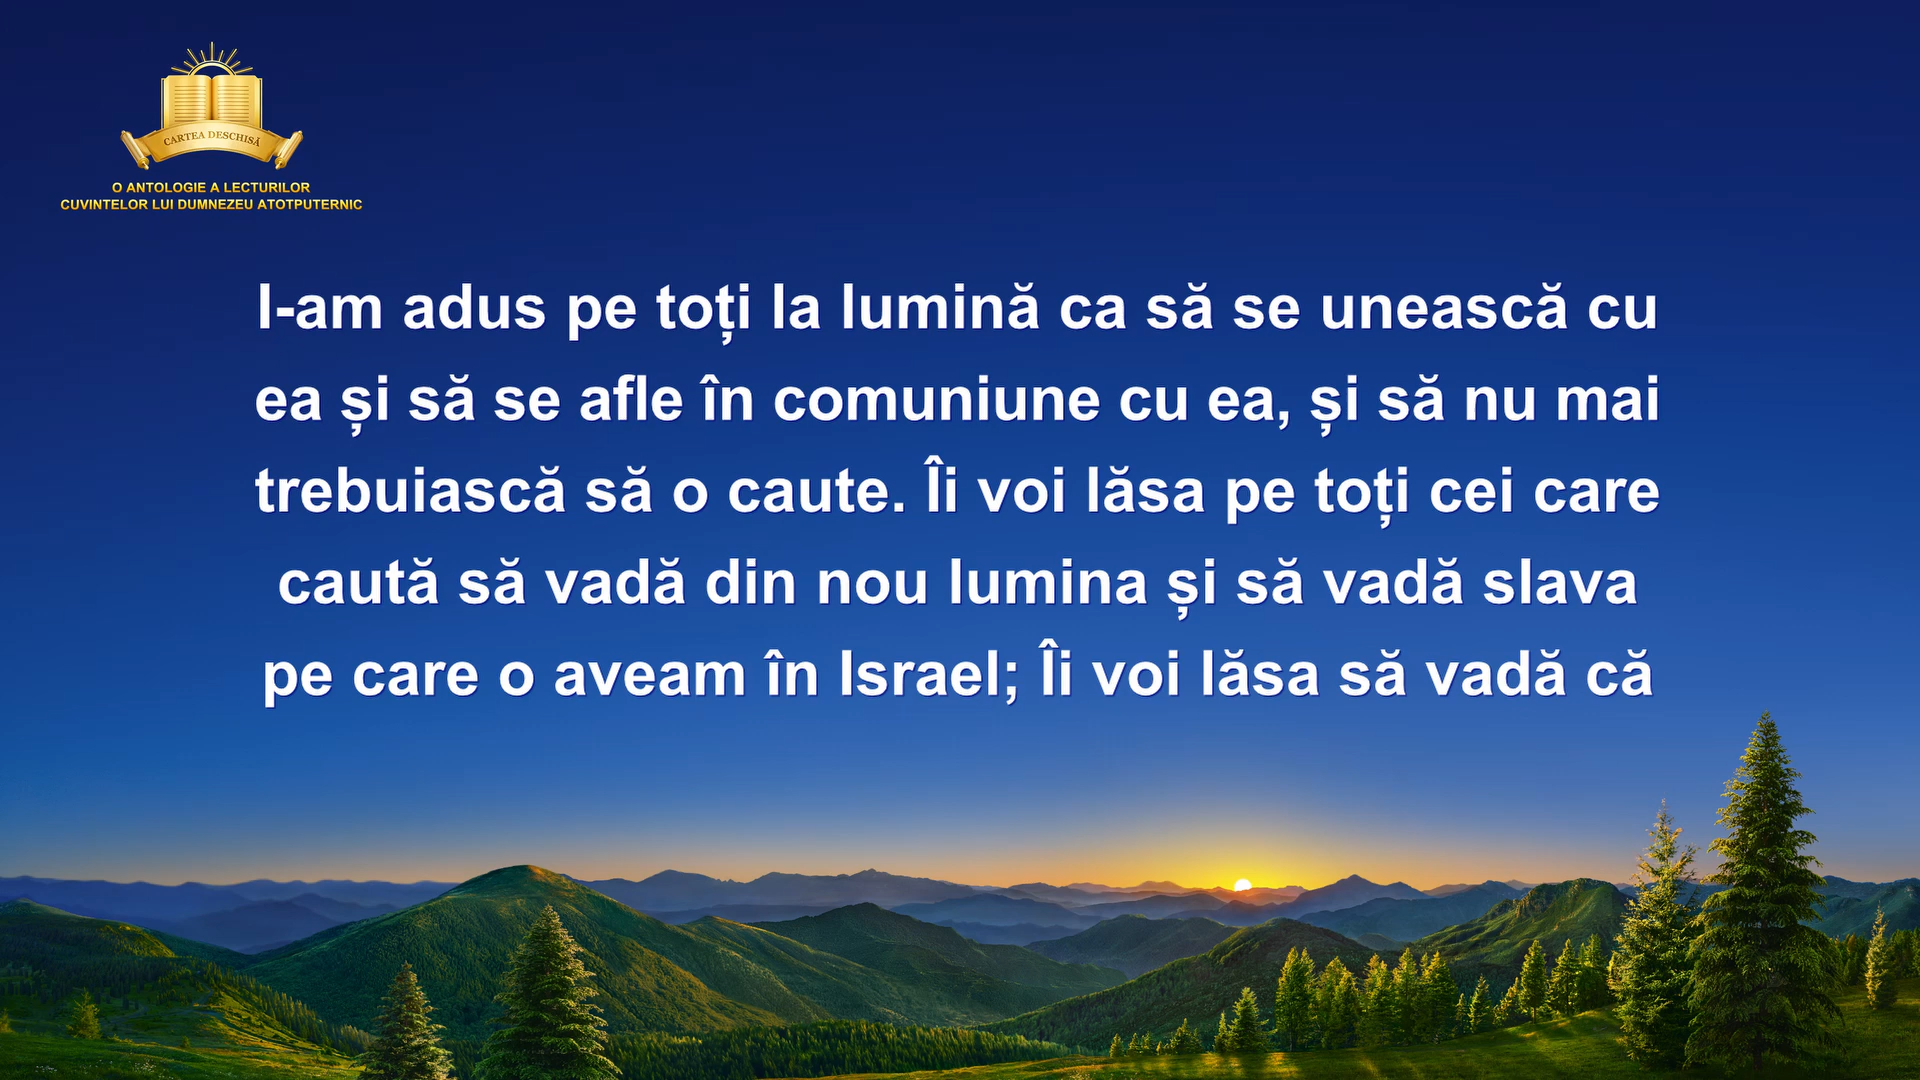 CARTEA DESCHISĂ
O ANTOLOGIE A LECTURILOR
CUVINTELOR LUI DUMNEZEU ATOTPUTERNIC
I-am adus pe toți la lumină ca să se unească cu
ea și să se afle în comuniune cu ea, și să nu mai
trebuiască să o caute. Îi voi lăsa pe toți cei care
caută să vadă din nou lumina și să vadă slava
pe care o aveam în Israel; Îi voi lăsa să vadă că